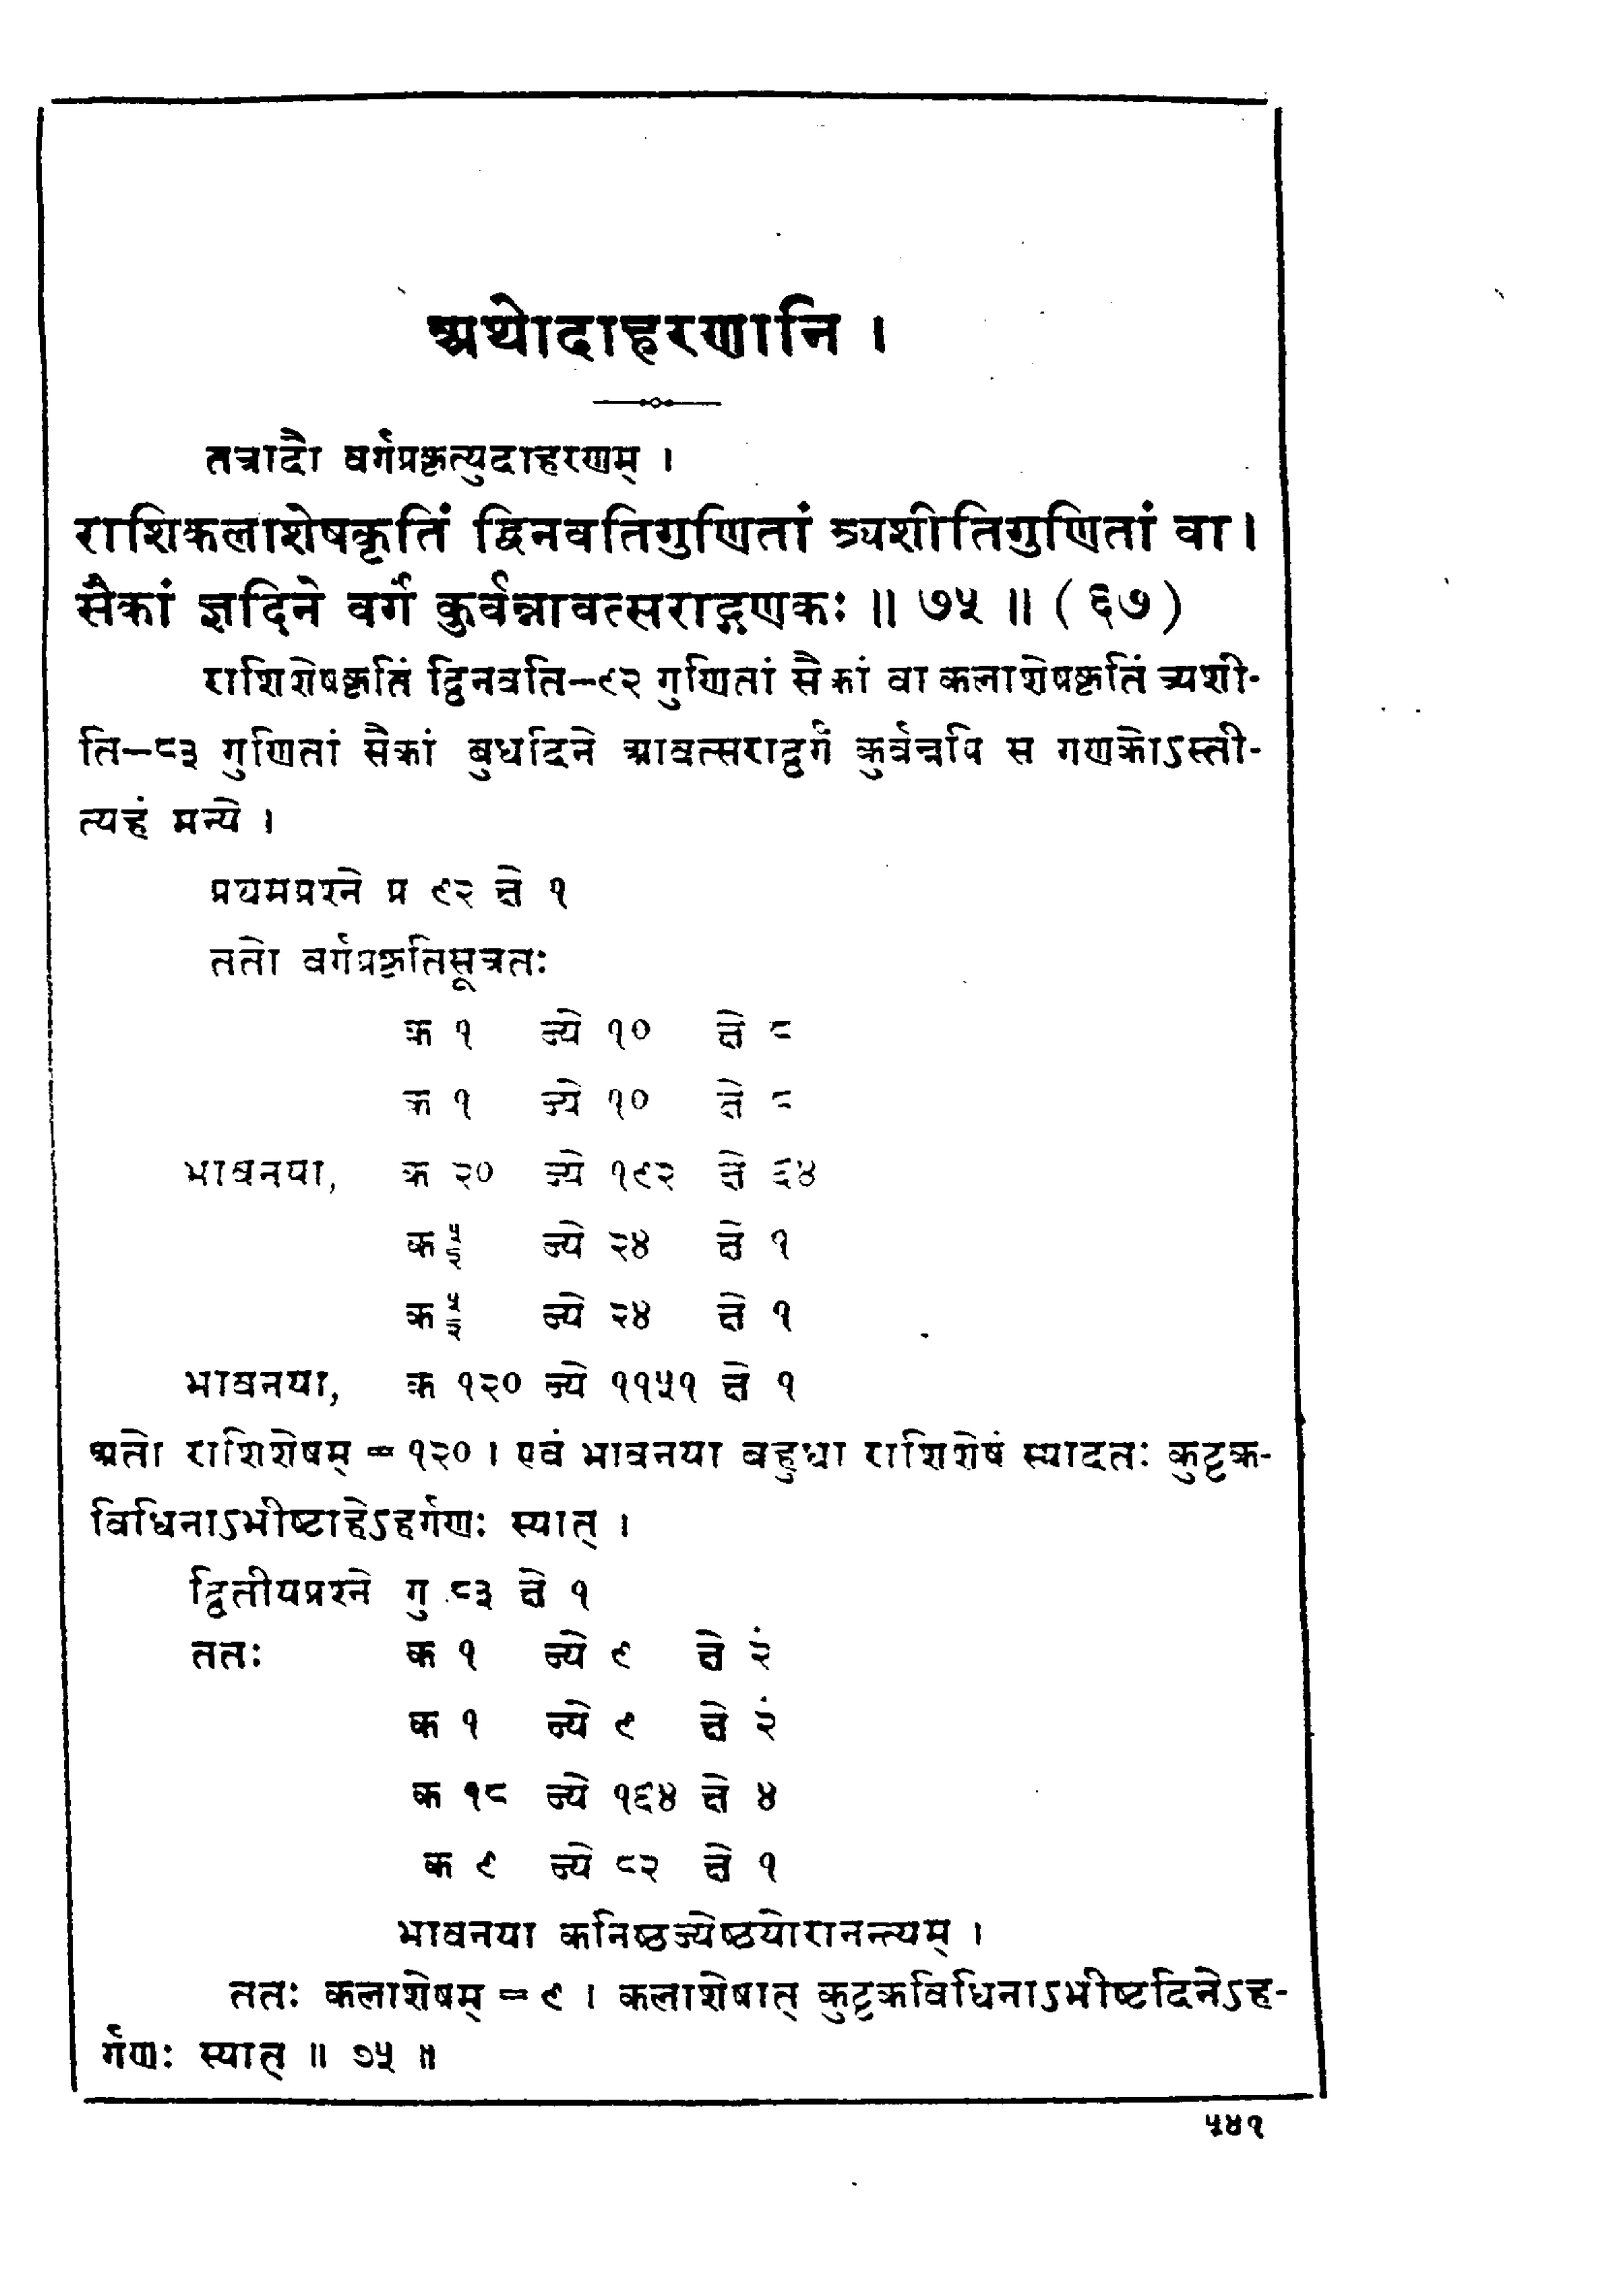 अथोदाहरणानि ।
तत्रादौ वर्गप्रकृत्युदाहरणम् ।
राशिकलाशेषकृतिं द्विनवतिगुणितां त्र्यशीतिगुणितां वा ।
सैकां ज्ञदिने वर्गं कुर्वन्नावत्सराद्गणकः ॥ ७५ ॥ ( ६७ )
राशिशेषकृतिं द्विनवति-९२ गुणितां सैकां वा कलाशेषकृतिं त्र्यशी-
ति-८३ गुणितां सैकां बुधदिने आवत्सराद्वर्गं कुर्वन्नपि स गणकोऽस्ती-
त्यहं मन्ये ।
प्रथमप्रश्ने प्र ९२ क्षे १
ततो वर्गप्रकृतिसूत्रतः
क १ ज्ये १० क्षे ८
क १ ज्ये १० क्षे ८
भावनया, क २० ज्ये १९२ क्षे ६४
क ५/२ ज्ये २४ क्षे १
क ५/२ ज्ये २४ क्षे १
भावनया, क १२० ज्ये ११५१ क्षे १
अतो राशिशेषम् = १२० । एवं भावनया बहुधा राशिशेषं स्यादतः कुट्टक-
विधिनाऽभीष्टाहेऽहर्गणः स्यात् ।
द्वितीयप्रश्ने गु ८३ क्षे १
ततः क १ ज्ये ९ क्षे २ं
क १ ज्ये ९ क्षे २ं
क १८ ज्ये १६४ क्षे ४
क ९ ज्ये ८२ क्षे १
भावनया कनिष्ठज्येष्ठयोरानन्त्यम् ।
ततः कलाशेषम् = ९ । कलाशेषात् कुट्टकविधिनाऽभीष्टदिनेऽह-
र्गणः स्यात् ॥ ७५ ॥
५४१